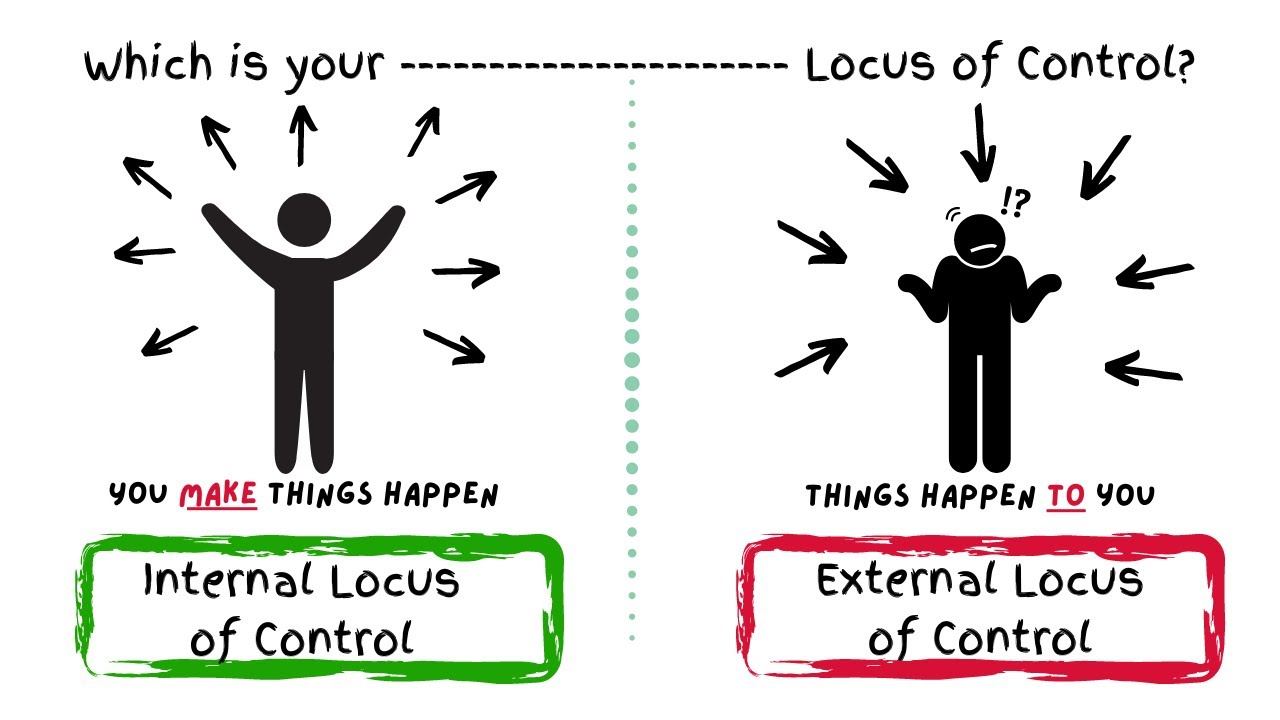 Which is your --------------------- Locus of Control?
!?
YOU MAKE THINGS HAPPEN
THINGS HAPPEN TO YOU
Internal Locus
of Control
External Locus
of Control